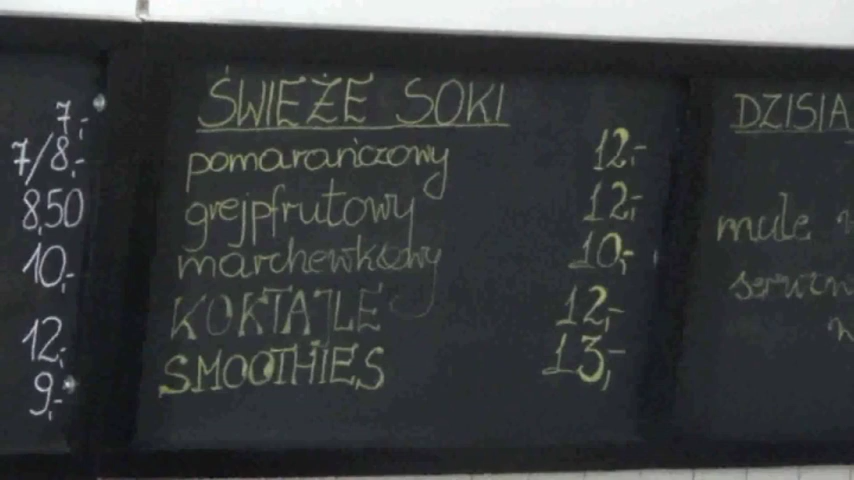 7,-
7/8,-
8,50
10,-
12,-
9,-
ŚWIEŻE SOKI
pomarańczowy 12,-
grejpfrutowy 12,-
marchewkowy 10,-
KOKTAJLE 12,-
SMOOTHIES 13,-
DZISIA
mule